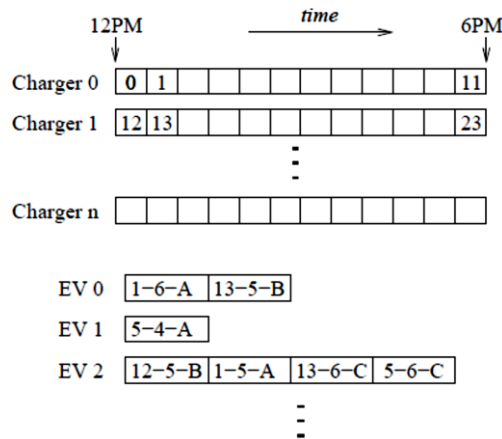 time
12PM 6PM
Charger 0 0 1 11
Charger 1 12 13 23
Charger n
EV 0 1-6-A 13-5-B
EV 1 5-4-A
EV 2 12-5-B 1-5-A 13-6-C 5-6-C